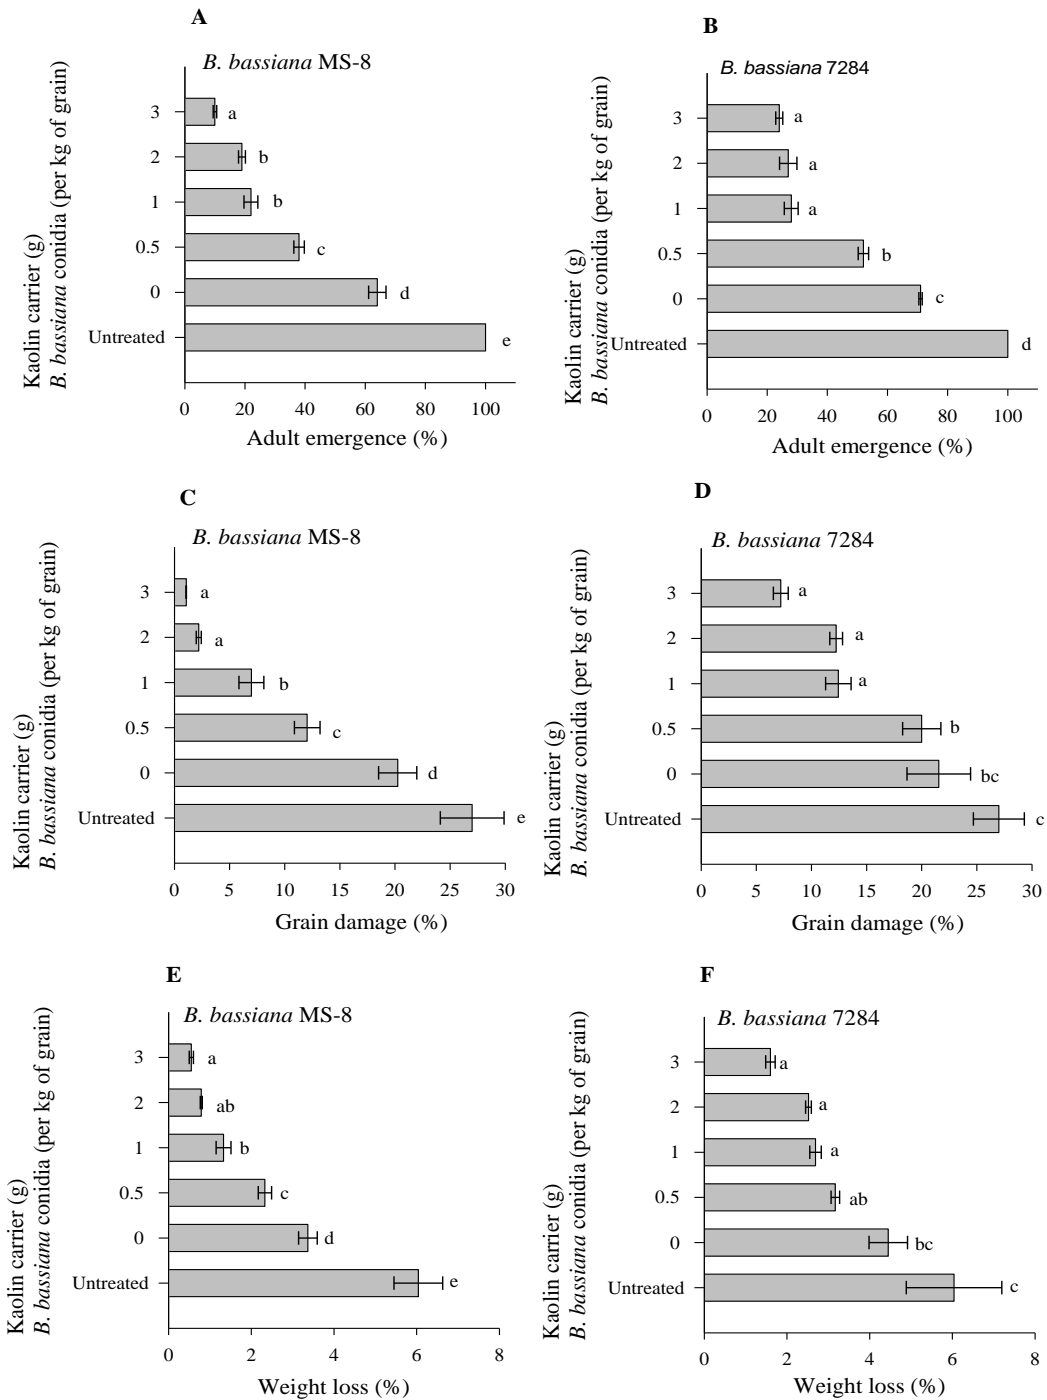 A
B. bassiana MS-8
Kaolin carrier (g)
B. bassiana conidia (per kg of grain)
3
a
2
b
1
b
0.5
c
0
d
Untreated
e
0 20 40 60 80 100
Adult emergence (%)
B
B. bassiana 7284
Kaolin carrier (g)
B. bassiana conidia (per kg of grain)
3
a
2
a
1
a
0.5
b
0
c
Untreated
d
0 20 40 60 80 100
Adult emergence (%)
C
B. bassiana MS-8
Kaolin carrier (g)
B. bassiana conidia (per kg of grain)
3
a
2
a
1
b
0.5
c
0
d
Untreated
e
0 5 10 15 20 25 30
Grain damage (%)
D
B. bassiana 7284
Kaolin carrier (g)
B. bassiana conidia (per kg of grain)
3
a
2
a
1
a
0.5
b
0
bc
Untreated
c
0 5 10 15 20 25 30
Grain damage (%)
E
B. bassiana MS-8
Kaolin carrier (g)
B. bassiana conidia (per kg of grain)
3
a
2
ab
1
b
0.5
c
0
d
Untreated
e
0 2 4 6 8
Weight loss (%)
F
B. bassiana 7284
Kaolin carrier (g)
B. bassiana conidia (per kg of grain)
3
a
2
a
1
a
0.5
ab
0
bc
Untreated
c
0 2 4 6 8
Weight loss (%)